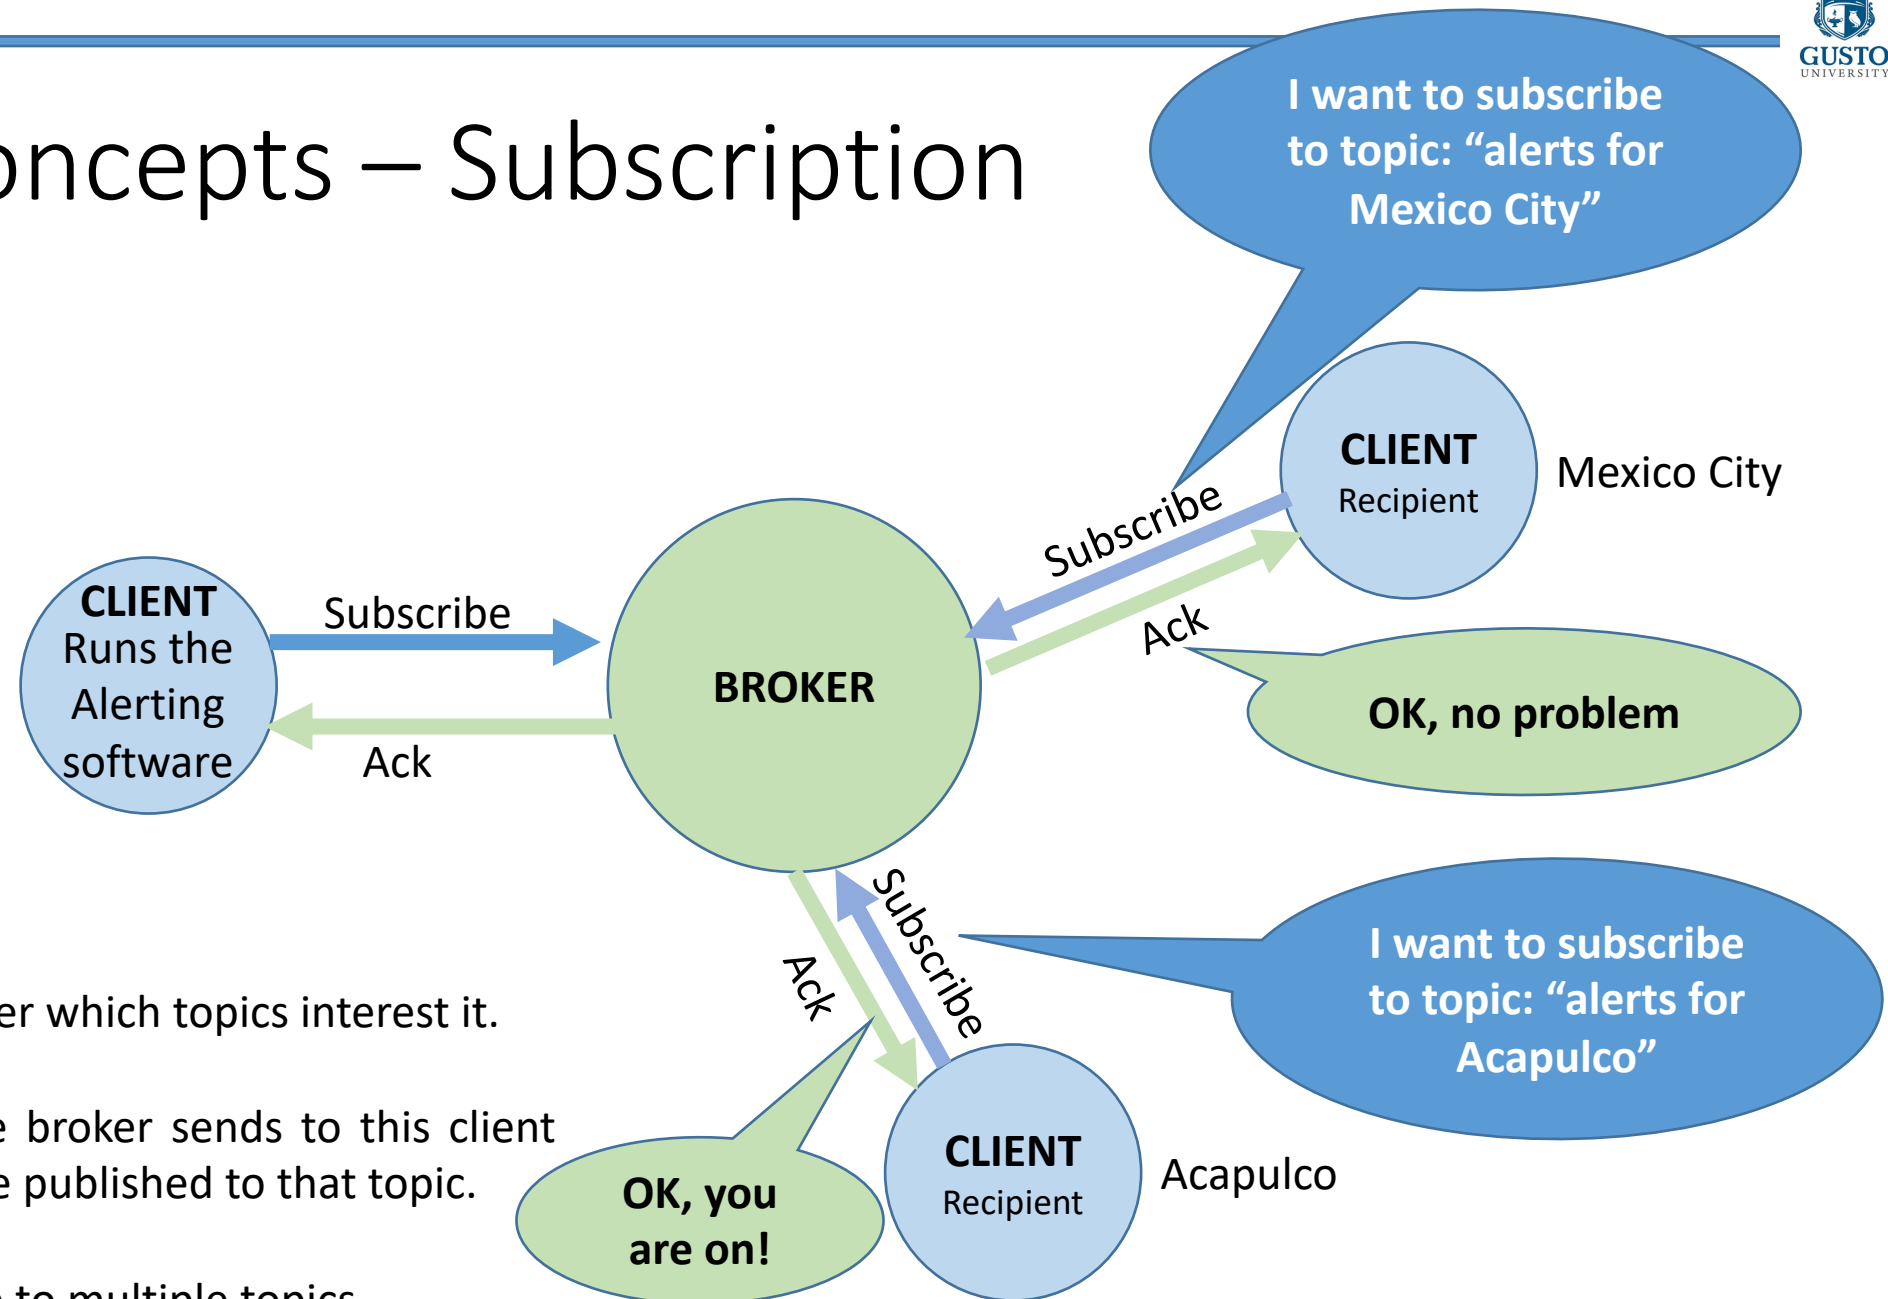 GUSTO
UNIVERSITY
oncepts – Subscription
I want to subscribe
to topic: “alerts for
Mexico City”
CLIENT
Recipient
Mexico City
Subscribe
Ack
CLIENT
Runs the
Alerting
software
Subscribe
Ack
BROKER
OK, no problem
Subscribe
Ack
I want to subscribe
to topic: “alerts for
Acapulco”
er which topics interest it.
e broker sends to this client
e published to that topic.
to multiple topics
OK, you
are on!
CLIENT
Recipient
Acapulco